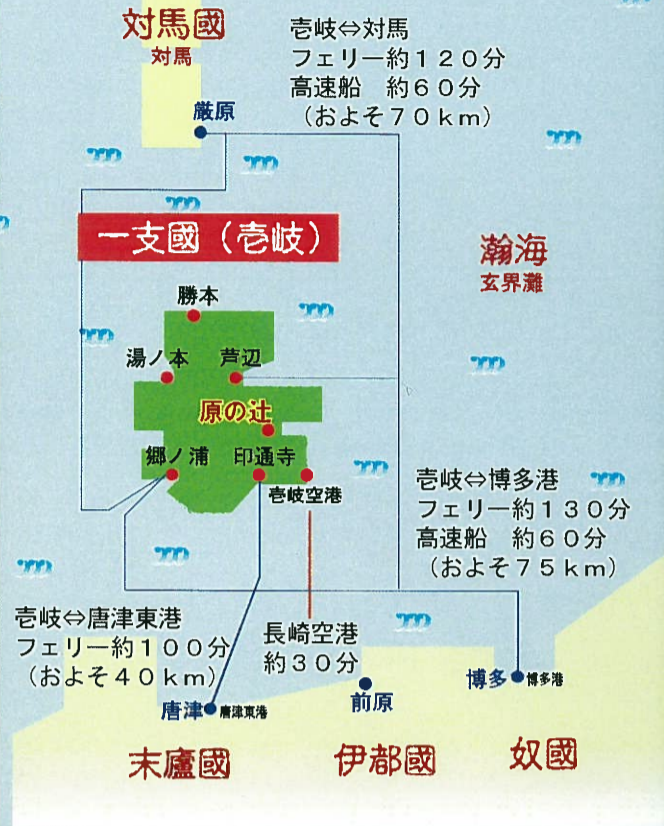 対馬國
対馬
壱岐⇔対馬
フェリー約１２０分
高速船　約６０分
（およそ７０ｋｍ）
厳原
一支國（壱岐）
瀚海
玄界灘
勝本
湯ノ本
芦辺
原の辻
郷ノ浦
印通寺
壱岐空港
壱岐⇔博多港
フェリー約１３０分
高速船　約６０分
（およそ７５ｋｍ）
壱岐⇔唐津東港
フェリー約１００分
（およそ４０ｋｍ）
長崎空港
約３０分
唐津
唐津東港
前原
博多
博多港
末廬國
伊都國
奴國